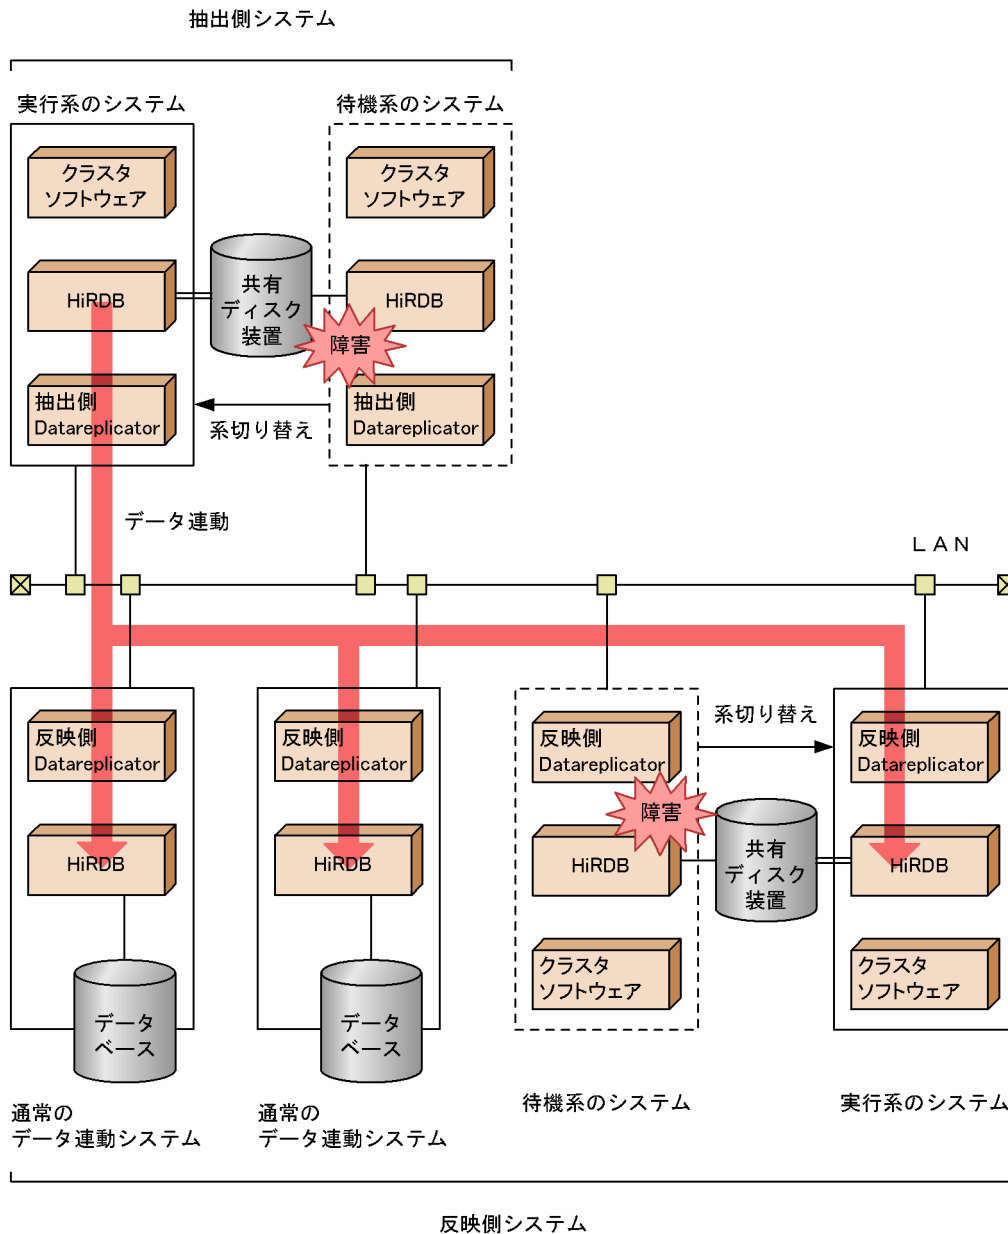 抽出側システム
実行系のシステム
待機系のシステム
クラスタ
ソフトウェア
クラスタ
ソフトウェア
HiRDB
共有
ディスク
装置
HiRDB
障害
抽出側
Datareplicator
系切り替え
抽出側
Datareplicator
データ連動
LAN
反映側
Datareplicator
反映側
Datareplicator
反映側
Datareplicator
系切り替え
反映側
Datareplicator
障害
HiRDB
HiRDB
HiRDB
共有
ディスク
装置
HiRDB
クラスタ
ソフトウェア
クラスタ
ソフトウェア
データ
ベース
データ
ベース
通常の
データ連動システム
通常の
データ連動システム
待機系のシステム
実行系のシステム
反映側システム